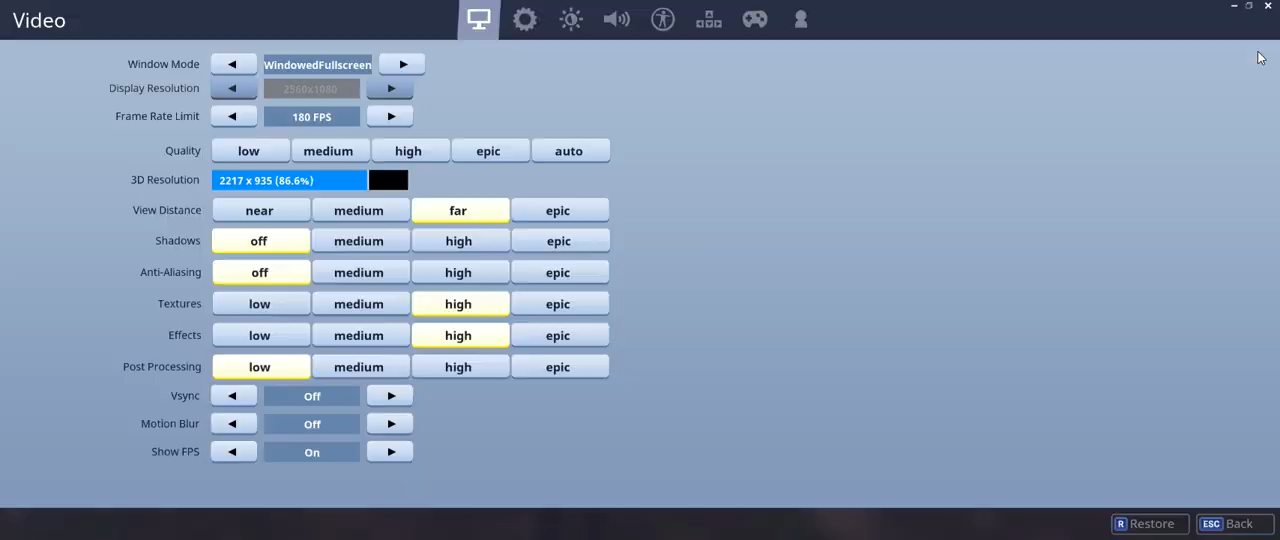 Video
Window Mode WindowedFullscreen
Display Resolution 2560x1080
Frame Rate Limit 180 FPS
Quality low medium high epic auto
3D Resolution 2217 x 935 (86.6%)
View Distance near medium far epic
Shadows off medium high epic
Anti-Aliasing off medium high epic
Textures low medium high epic
Effects low medium high epic
Post Processing low medium high epic
Vsync Off
Motion Blur Off
Show FPS On
R Restore ESC Back